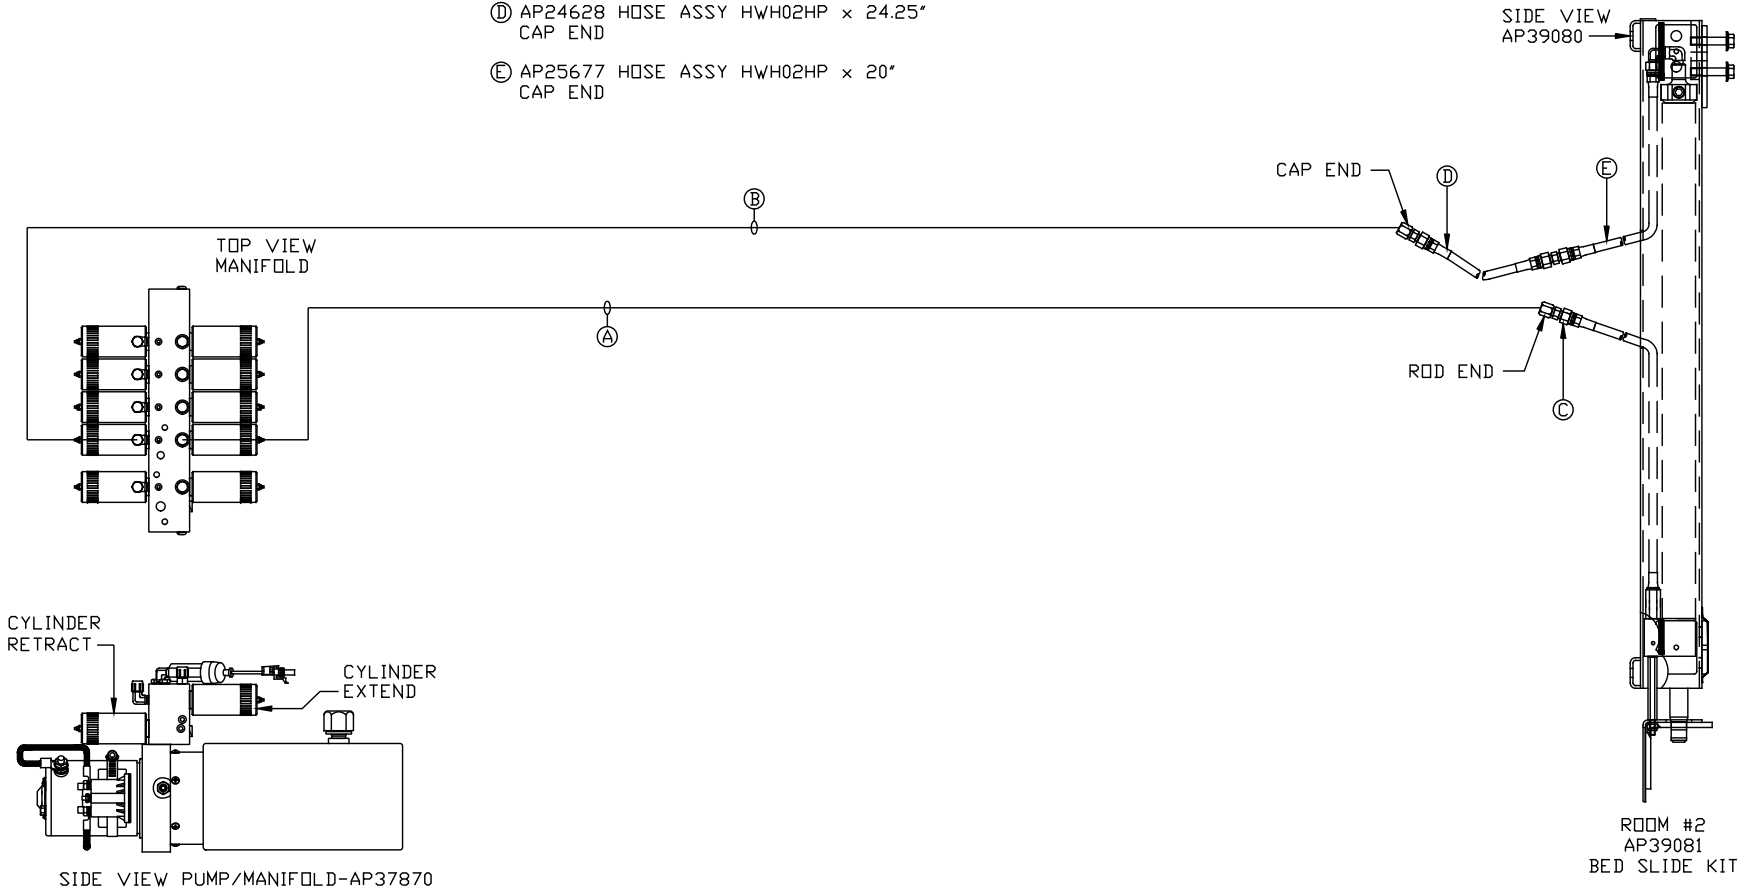 Ⓓ AP24628 HOSE ASSY HWH02HP x 24.25"
CAP END
Ⓔ AP25677 HOSE ASSY HWH02HP x 20"
CAP END
SIDE VIEW
AP39080
CAP END
D
E
B
TOP VIEW
MANIFOLD
A
ROD END
C
CYLINDER
RETRACT
CYLINDER
EXTEND
SIDE VIEW PUMP/MANIFOLD-AP37870
ROOM #2
AP39081
BED SLIDE KIT